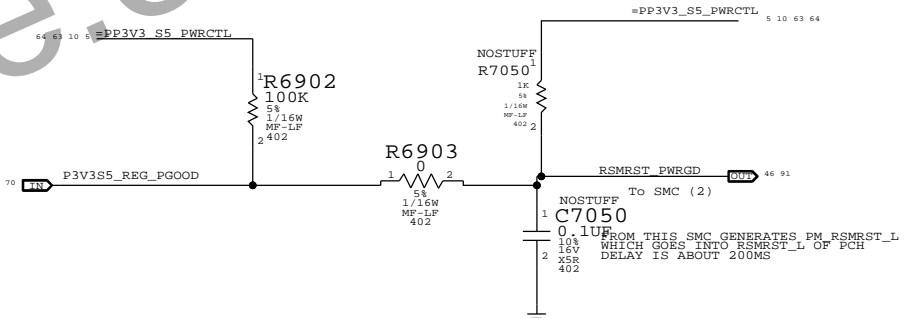 =PP3V3_S5_PWRCTL 5 10 63 64
64 63 10 5 =PP3V3_S5_PWRCTL
NOSTUFF
1
R7050
1K
5%
1/16W
MF-LF
402 2
1 R6902
100K
5%
1/16W
MF-LF
2 402
R6903
0
1 2
5%
1/16W
MF-LF
402
70 IN P3V3S5_REG_PGOOD
RSMRST_PWRGD OUT 46 91
To SMC (2)
NOSTUFF
1 C7050
0.1UF
10%
16V
2 X5R
402
FROM THIS SMC GENERATES PM_RSMRST_L
WHICH GOES INTO RSMRST_L OF PCH
DELAY IS ABOUT 200MS